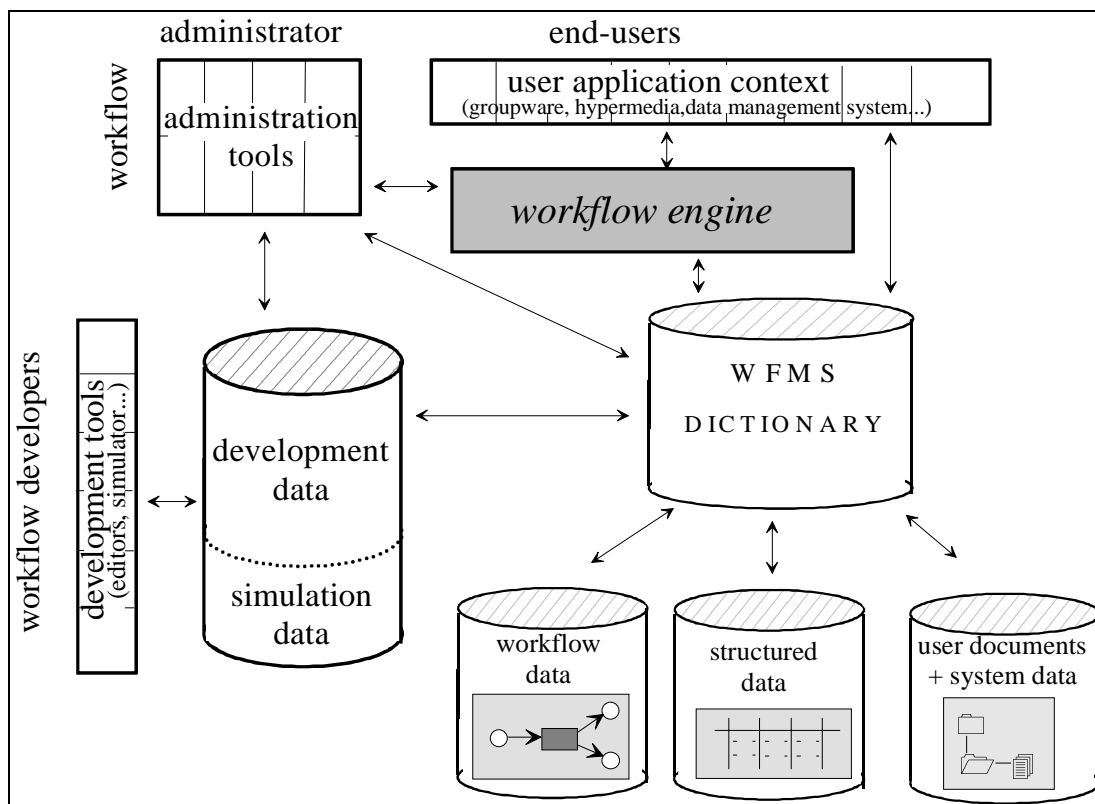 administrator
end-users
workflow
administration
tools
user application context
(groupware, hypermedia,data management system...)
workflow engine
workflow developers
development tools
(editors, simulator...)
development
data
simulation
data
W F M S
D I C T I O N A R Y
workflow
data
structured
data
user documents
+ system data